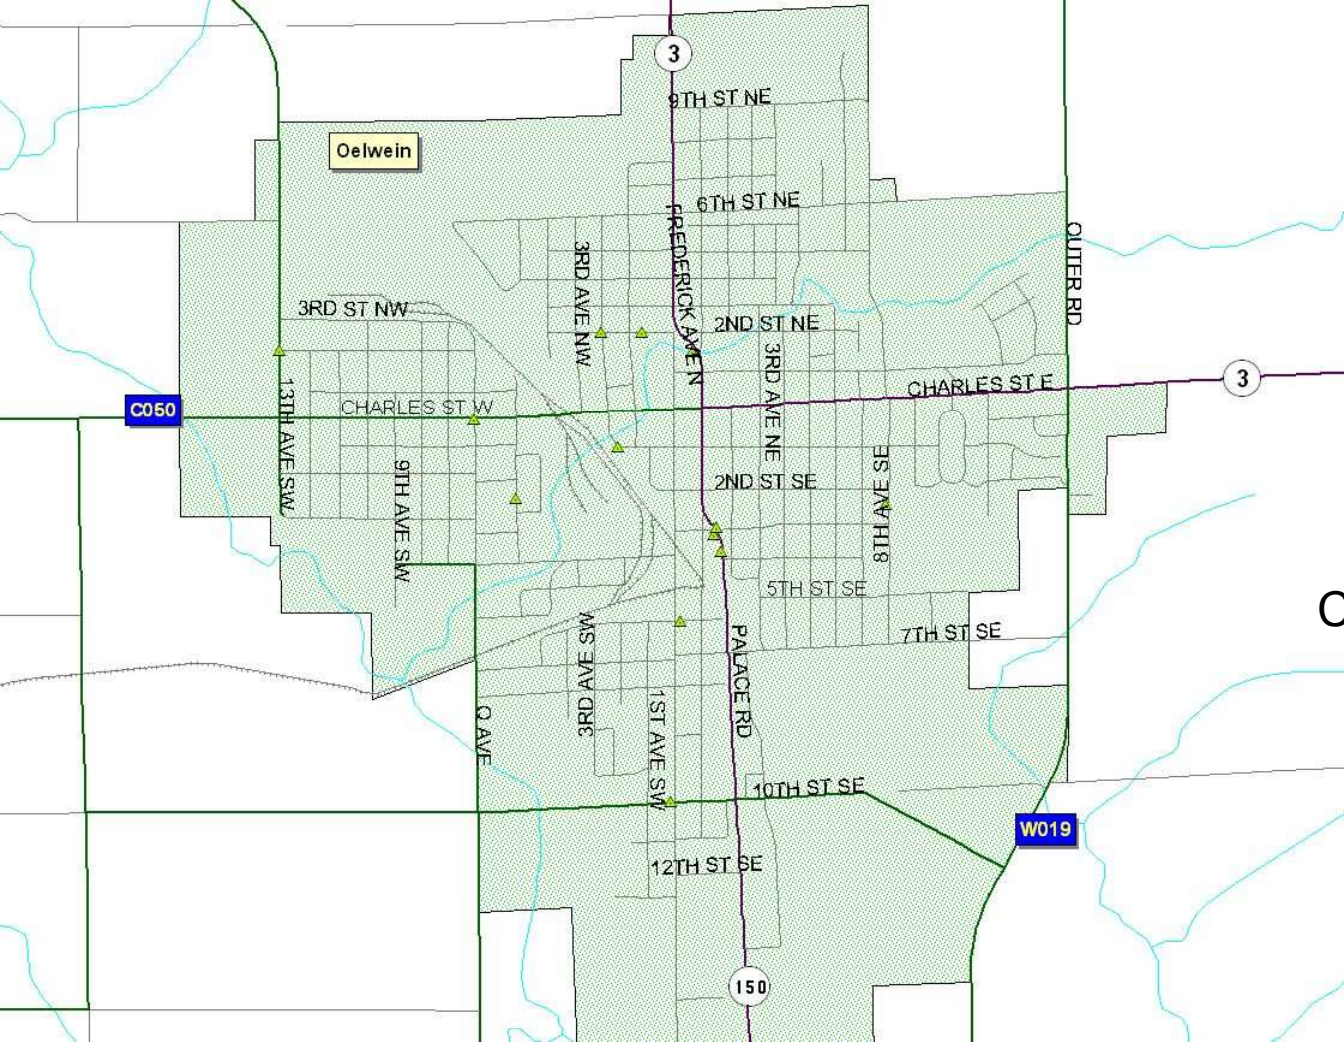 3
9TH ST NE
Oelwein
6TH ST NE
FREDERICK AVE N
OUTER RD
3RD AVE NW
3RD ST NW
2ND ST NE
3RD AVE NE
CHARLES ST E
3
C050
CHARLES ST W
13TH AVE SW
9TH AVE SW
2ND ST SE
8TH AVE SE
5TH ST SE
7TH ST SE
3RD AVE SW
PALACE RD
1ST AVE SW
Q AVE
10TH ST SE
W019
12TH ST SE
150